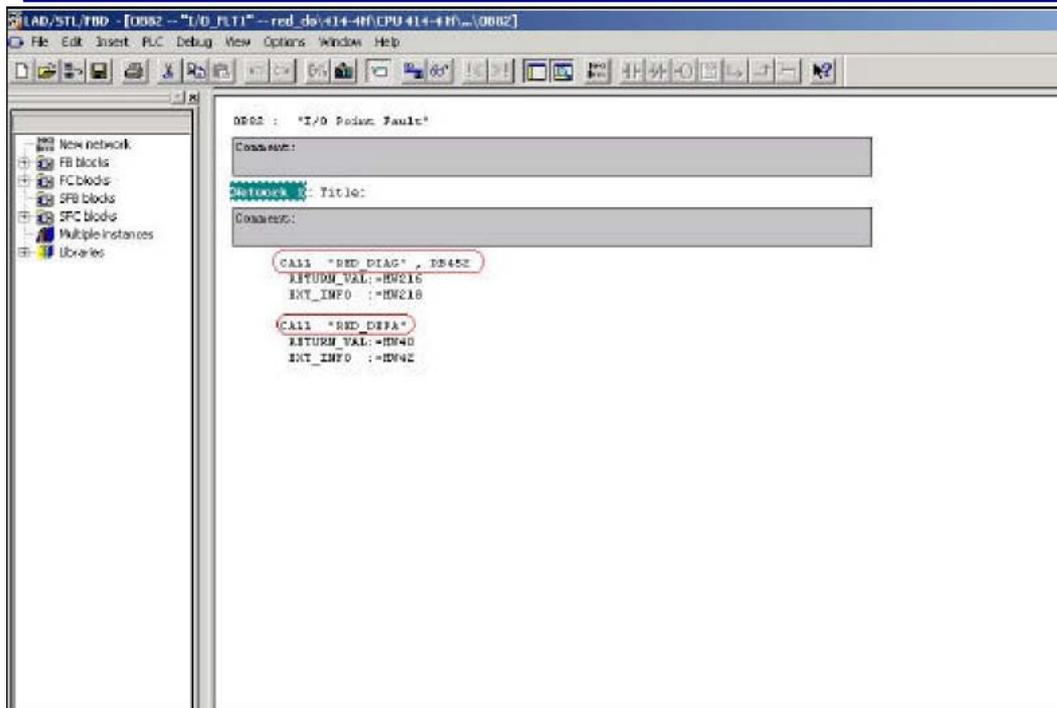 LAD/STL/FBD - [OB82 -- "I/O_FLT1" -- red_do\414-4H\CPU 414-4 H\...\OB82]
File Edit Insert PLC Debug View Options Window Help
OB82 : "I/O Point Fault"
New network
FB blocks
FC blocks
SFB blocks
SFC blocks
Multiple instances
Libraries
Comment:
Network 1: Title:
Comment:
CALL "RED_DIAG" , DB452
RETURN_VAL:=MW216
EXT_INFO :=MW218
CALL "RED_DEPA"
RETURN_VAL:=MW40
EXT_INFO :=MW42